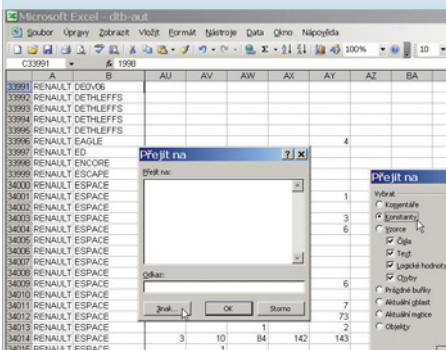 Microsoft Excel - dtb-aut
Soubor Úpravy Zobrazit Vložit Formát Nástroje Data Okno Nápověda
100% 10
C33991 fx 1998
A B AU AV AW AX AY AZ BA
33991 RENAULT DE0V06
33992 RENAULT DETHLEFFS
33993 RENAULT DETHLEFFS
33994 RENAULT DETHLEFFS
33995 RENAULT DETHLEFFS
33996 RENAULT EAGLE 4
33997 RENAULT ED
33998 RENAULT ENCORE
33999 RENAULT ESCAPE
34000 RENAULT ESPACE
34001 RENAULT ESPACE 1
34002 RENAULT ESPACE
34003 RENAULT ESPACE 3
34004 RENAULT ESPACE 6
34005 RENAULT ESPACE
34006 RENAULT ESPACE
34007 RENAULT ESPACE
34008 RENAULT ESPACE
34009 RENAULT ESPACE 6
34010 RENAULT ESPACE
34011 RENAULT ESPACE 7
34012 RENAULT ESPACE 73
34013 RENAULT ESPACE 1 2
34014 RENAULT ESPACE 3 10 84 142 143
34015 RENAULT ESPACE 1
Přejít na
Přejít na:
Odkaz:
Jinak... OK Storno
Přejít na
Vybrat
Komentáře
Konstanty
Vzorce
Čísla
Text
Logické hodnoty
Chyby
Prázdné buňky
Aktuální oblast
Aktuální matice
Objekty